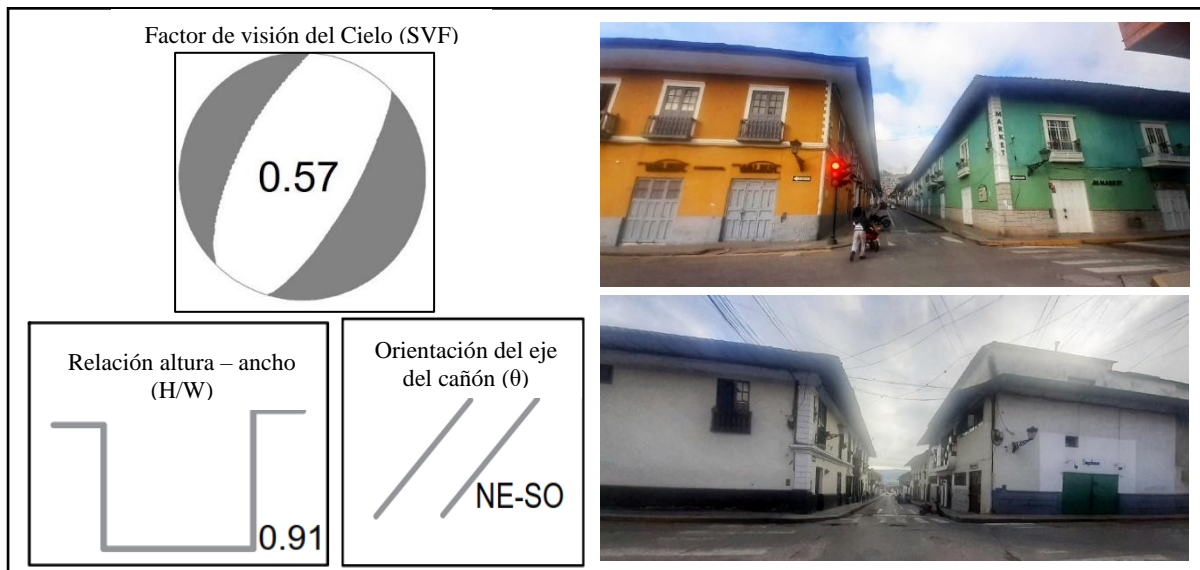 Factor de visión del Cielo (SVF)
0.57
Relación altura – ancho
(H/W)
0.91
Orientación del eje
del cañón (θ)
NE-SO
MARKET